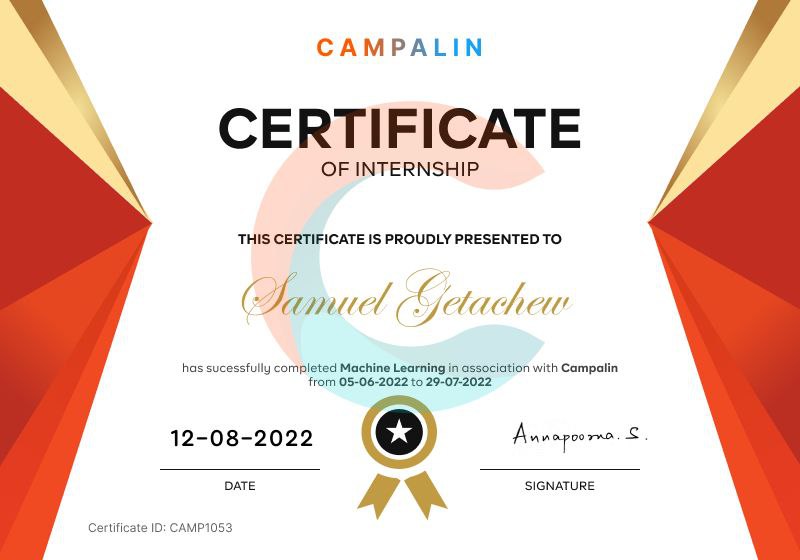 CAMPALIN
CERTIFICATE
OF INTERNSHIP
THIS CERTIFICATE IS PROUDLY PRESENTED TO
Samuel Getachew
has sucessfully completed Machine Learning in association with Campalin
from 05-06-2022 to 29-07-2022
12-08-2022
Annapoorna. S.
DATE
SIGNATURE
Certificate ID: CAMP1053